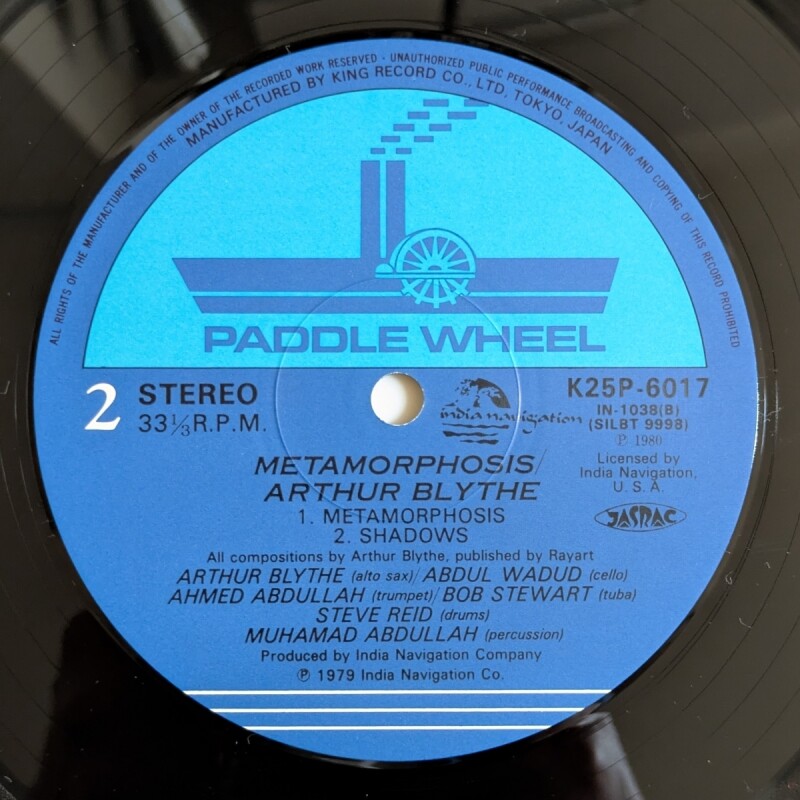 ALL RIGHTS OF THE MANUFACTURER AND OF THE OWNER OF THE RECORDED WORK RESERVED · UNAUTHORIZED PUBLIC PERFORMANCE BROADCASTING AND COPYING OF THIS RECORD PROHIBITED
MANUFACTURED BY KING RECORD CO., LTD. TOKYO, JAPAN
PADDLE WHEEL
2 STEREO
33⅓ R.P.M.
india navigation
K25P-6017
IN-1038(B)
(SILBT 9998)
℗ 1980
Licensed by
India Navigation,
U.S.A.
JASRAC
METAMORPHOSIS/
ARTHUR BLYTHE
1. METAMORPHOSIS
2. SHADOWS
All compositions by Arthur Blythe, published by Rayart
ARTHUR BLYTHE (alto sax)/ABDUL WADUD (cello)
AHMED ABDULLAH (trumpet)/BOB STEWART (tuba)
STEVE REID (drums)
MUHAMAD ABDULLAH (percussion)
Produced by India Navigation Company
℗ 1979 India Navigation Co.